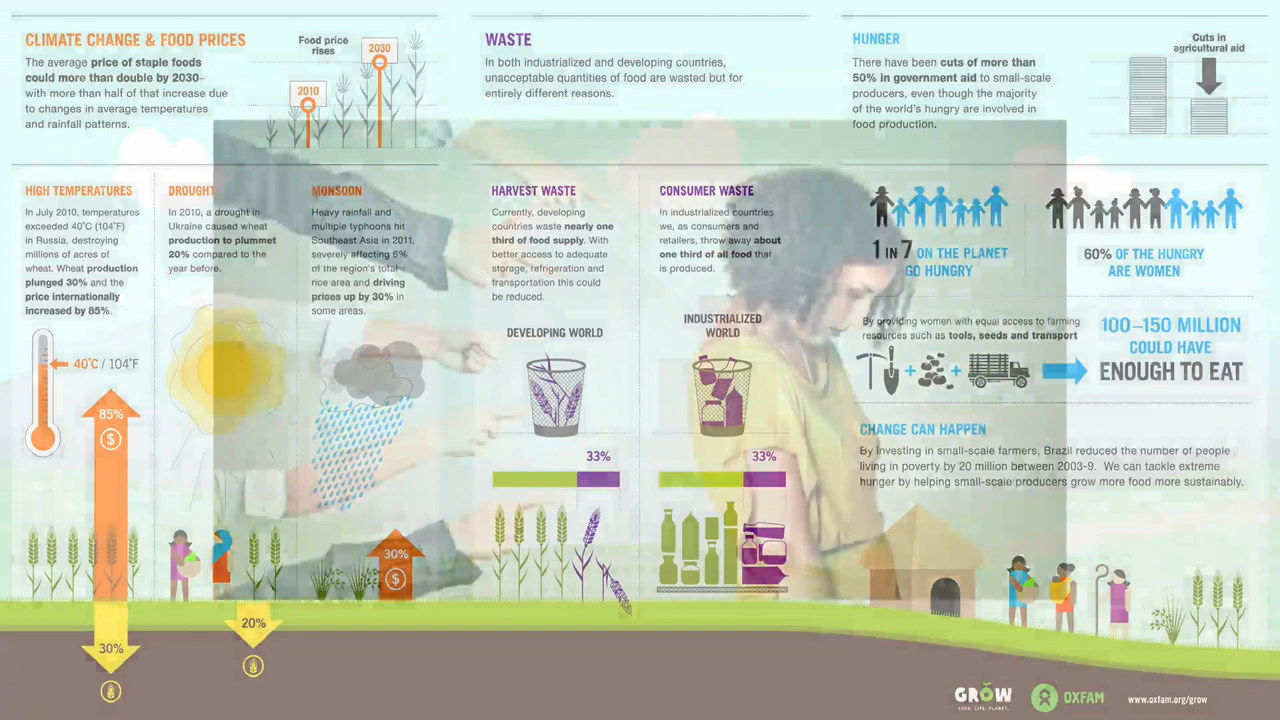 CLIMATE CHANGE & FOOD PRICES
The average price of staple foods
could more than double by 2030–
with more than half of that increase due
to changes in average temperatures
and rainfall patterns.
Food price
rises
2010
2030
HIGH TEMPERATURES
In July 2010, temperatures
exceeded 40°C (104°F)
in Russia, destroying
millions of acres of
wheat. Wheat production
plunged 30% and the
price internationally
increased by 85%.
40°C / 104°F
85%
$
30%
DROUGHT
In 2010, a drought in
Ukraine caused wheat
production to plummet
20% compared to the
year before.
20%
MONSOON
Heavy rainfall and
multiple typhoons hit
Southeast Asia in 2011,
severely affecting 6%
of the region's total
rice area and driving
prices up by 30% in
some areas.
30%
$
WASTE
In both industrialized and developing countries,
unacceptable quantities of food are wasted but for
entirely different reasons.
HARVEST WASTE
Currently, developing
countries waste nearly one
third of food supply. With
better access to adequate
storage, refrigeration and
transportation this could
be reduced.
DEVELOPING WORLD
33%
CONSUMER WASTE
In industrialized countries
we, as consumers and
retailers, throw away about
one third of all food that
is produced.
INDUSTRIALIZED
WORLD
33%
HUNGER
There have been cuts of more than
50% in government aid to small-scale
producers, even though the majority
of the world's hungry are involved in
food production.
Cuts in
agricultural aid
1 IN 7 ON THE PLANET
GO HUNGRY
60% OF THE HUNGRY
ARE WOMEN
By providing women with equal access to farming
resources such as tools, seeds and transport
+
+
100–150 MILLION
COULD HAVE
ENOUGH TO EAT
CHANGE CAN HAPPEN
By investing in small-scale farmers, Brazil reduced the number of people
living in poverty by 20 million between 2003-9. We can tackle extreme
hunger by helping small-scale producers grow more food more sustainably.
GROW
FOOD. LIFE. PLANET.
OXFAM
www.oxfam.org/grow